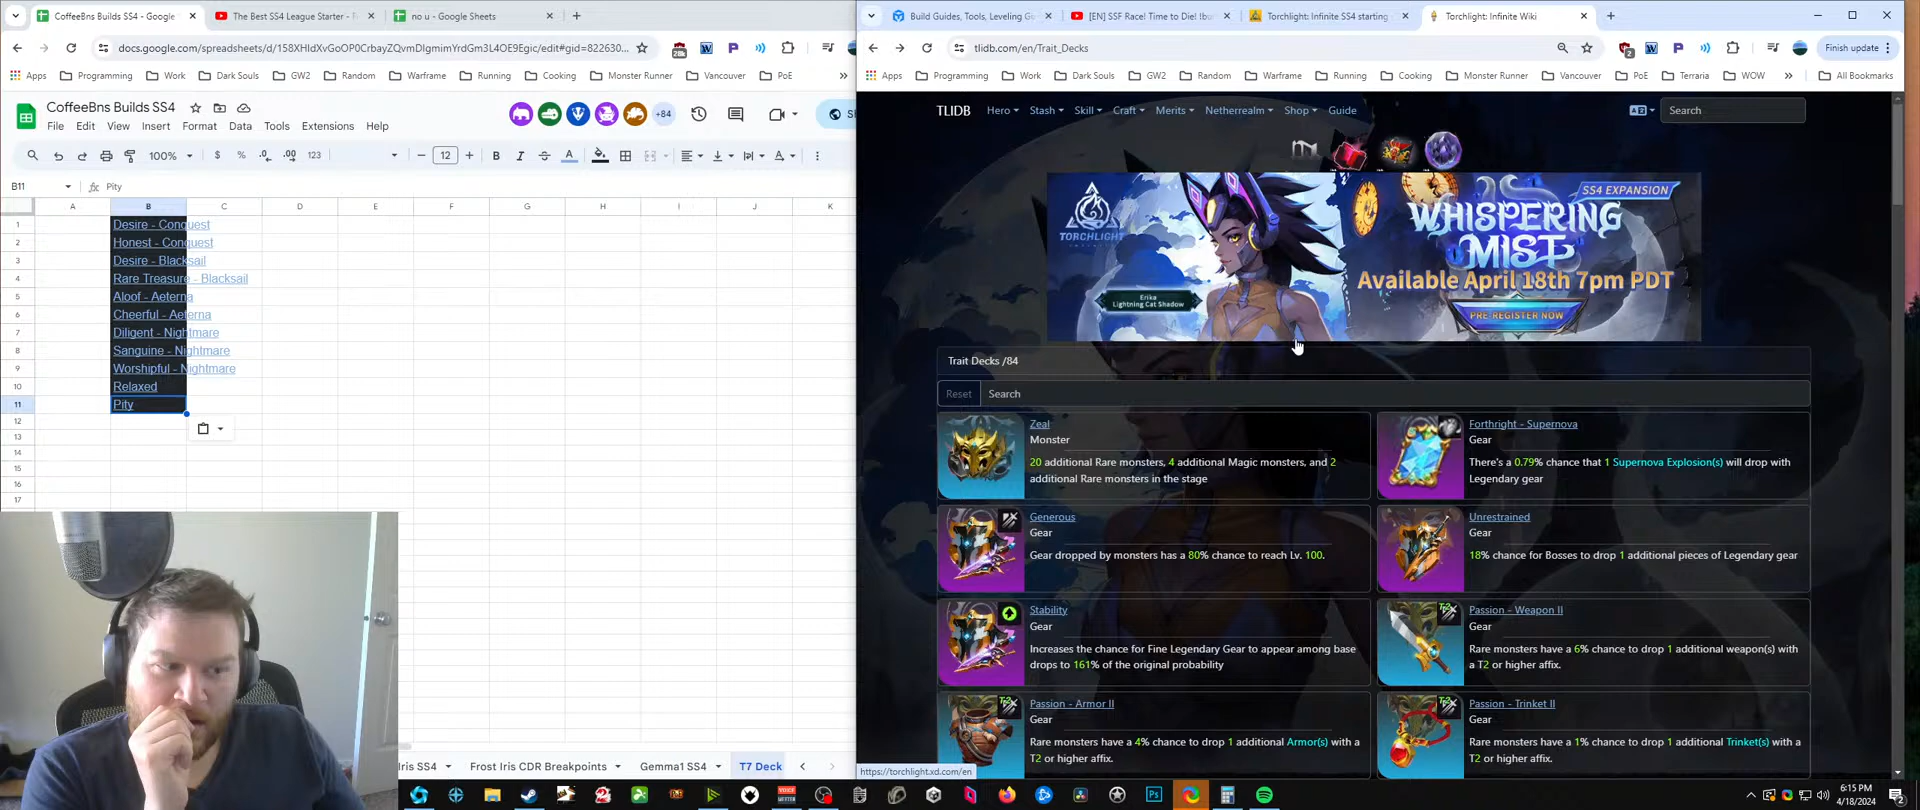 CoffeeBns Builds SS4 - Google
The Best SS4 League Starter -
no u - Google Sheets
Build Guides, Tools, Leveling
[EN] SSF Race! Time to Die!
Torchlight: Infinite SS4 starting
Torchlight: Infinite Wiki
docs.google.com/spreadsheets/d/158XHIdXvGoOP0CrbayZQvmDIgmimYrdGm3L4OE9Egic/edit#gid=822630...
tlidb.com/en/Trait_Decks
Finish update
Apps Programming Work Dark Souls GW2 Random Warframe Running Cooking Monster Runner Vancouver PoE
Apps Programming Work Dark Souls GW2 Random Warframe Running Cooking Monster Runner Vancouver PoE Terraria WOW All Bookmarks
CoffeeBns Builds SS4
File Edit View Insert Format Data Tools Extensions Help
+84
100% $ % .0 .00 123 12 B I
B11 fx Pity
A B C D E F G H I J K
1 Desire - Conquest
2 Honest - Conquest
3 Desire - Blacksail
4 Rare Treasure - Blacksail
5 Aloof - Aeterna
6 Cheerful - Aeterna
7 Diligent - Nightmare
8 Sanguine - Nightmare
9 Worshipful - Nightmare
10 Relaxed
11 Pity
12
13
14
15
16
17
Iris SS4 Frost Iris CDR Breakpoints Gemma1 SS4 T7 Deck
TLIDB Hero Stash Skill Craft Merits Netherrealm Shop Guide
Search
SS4 EXPANSION
TORCHLIGHT
INFINITE
WHISPERING
MIST
Available April 18th 7pm PDT
Erika
Lightning Cat Shadow
PRE-REGISTER NOW
Trait Decks /84
Reset Search
Zeal
Monster
20 additional Rare monsters, 4 additional Magic monsters, and 2
additional Rare monsters in the stage
Forthright - Supernova
Gear
There's a 0.79% chance that 1 Supernova Explosion(s) will drop with
Legendary gear
Generous
Gear
Gear dropped by monsters has a 80% chance to reach Lv. 100.
Unrestrained
Gear
18% chance for Bosses to drop 1 additional pieces of Legendary gear
Stability
Gear
Increases the chance for Fine Legendary Gear to appear among base
drops to 161% of the original probability
Passion - Weapon II
Gear
Rare monsters have a 6% chance to drop 1 additional weapon(s) with
a T2 or higher affix.
Passion - Armor II
Gear
Rare monsters have a 4% chance to drop 1 additional Armor(s) with a
T2 or higher affix.
Passion - Trinket II
Gear
Rare monsters have a 1% chance to drop 1 additional Trinket(s) with a
T2 or higher affix.
https://torchlight.xd.com/en
6:15 PM
4/18/2024